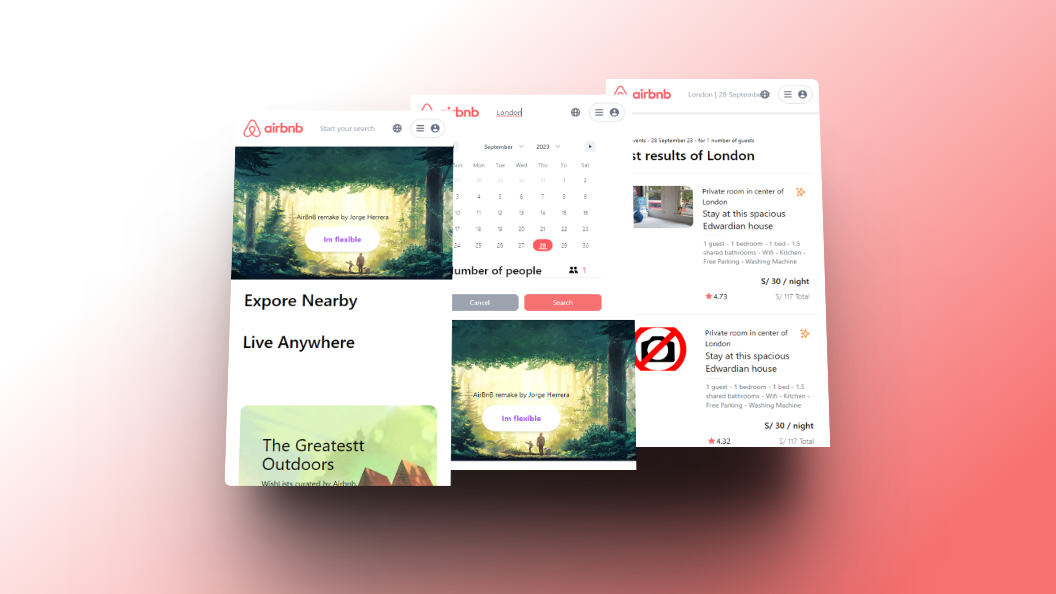 airbnb
Start your search
AirBnB remake by Jorge Herrera
Im flexible
Expore Nearby
Live Anywhere
The Greatestt
Outdoors
WishLists curated by Airbnb.
airbnb
London
September
2023
Sun Mon Tue Wed Thu Fri Sat
28 29 30 31 1 2
3 4 5 6 7 8 9
10 11 12 13 14 15 16
17 18 19 20 21 22 23
24 25 26 27 28 29 30
umber of people
1
Cancel
Search
AirBnB remake by Jorge Herrera
Im flexible
airbnb
London | 28 September
vents - 28 September 23 - for 1 number of guests
st results of London
Private room in center of
London
Stay at this spacious
Edwardian house
1 guest - 1 bedroom - 1 bed - 1.5
shared bathrooms - Wifi - Kitchen -
Free Parking - Washing Machine
S/ 30 / night
4.73
S/ 117 Total
Private room in center of
London
Stay at this spacious
Edwardian house
1 guest - 1 bedroom - 1 bed - 1.5
shared bathrooms - Wifi - Kitchen -
Free Parking - Washing Machine
S/ 30 / night
4.32
S/ 117 Total